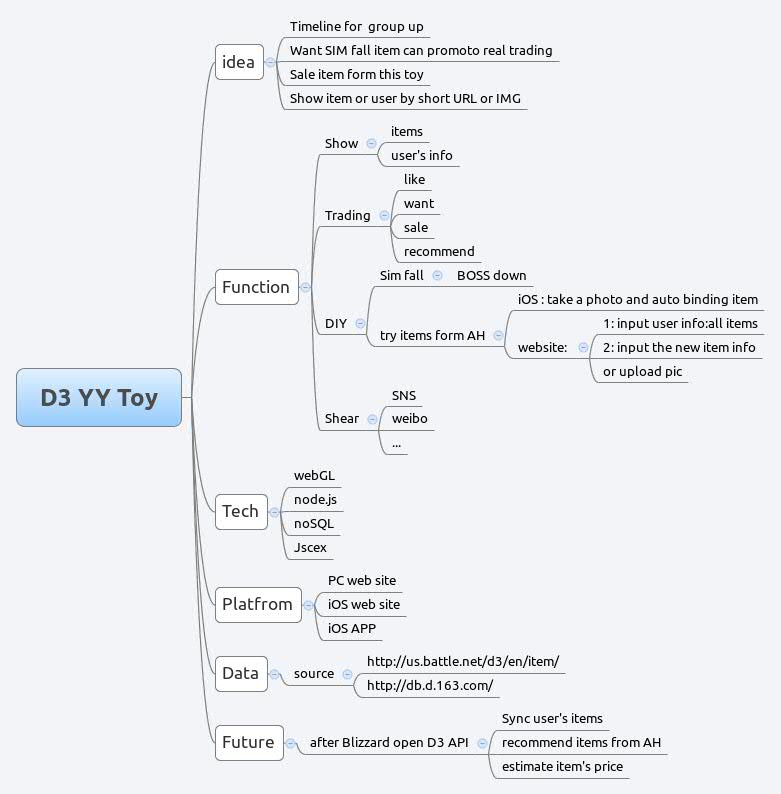 D3 YY Toy
idea
Timeline for group up
Want SIM fall item can promoto real trading
Sale item form this toy
Show item or user by short URL or IMG
Function
Show
items
user's info
Trading
like
want
sale
recommend
DIY
Sim fall
BOSS down
try items form AH
iOS : take a photo and auto binding item
website:
1: input user info:all items
2: input the new item info
or upload pic
Shear
SNS
weibo
...
Tech
webGL
node.js
noSQL
Jscex
Platfrom
PC web site
iOS web site
iOS APP
Data
source
http://us.battle.net/d3/en/item/
http://db.d.163.com/
Future
after Blizzard open D3 API
Sync user's items
recommend items from AH
estimate item's price